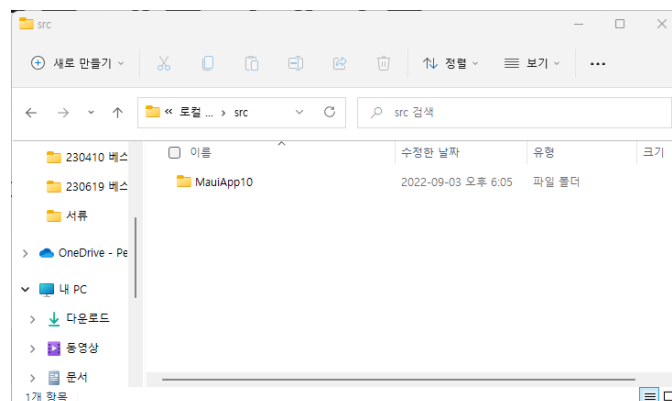 src
새로 만들기
정렬
보기
« 로컬 ... › src
src 검색
이름
수정한 날짜
유형
크기
230410 베스
230619 베스
서류
OneDrive - Pe
내 PC
다운로드
동영상
문서
MauiApp10
2022-09-03 오후 6:05
파일 폴더
1개 항목